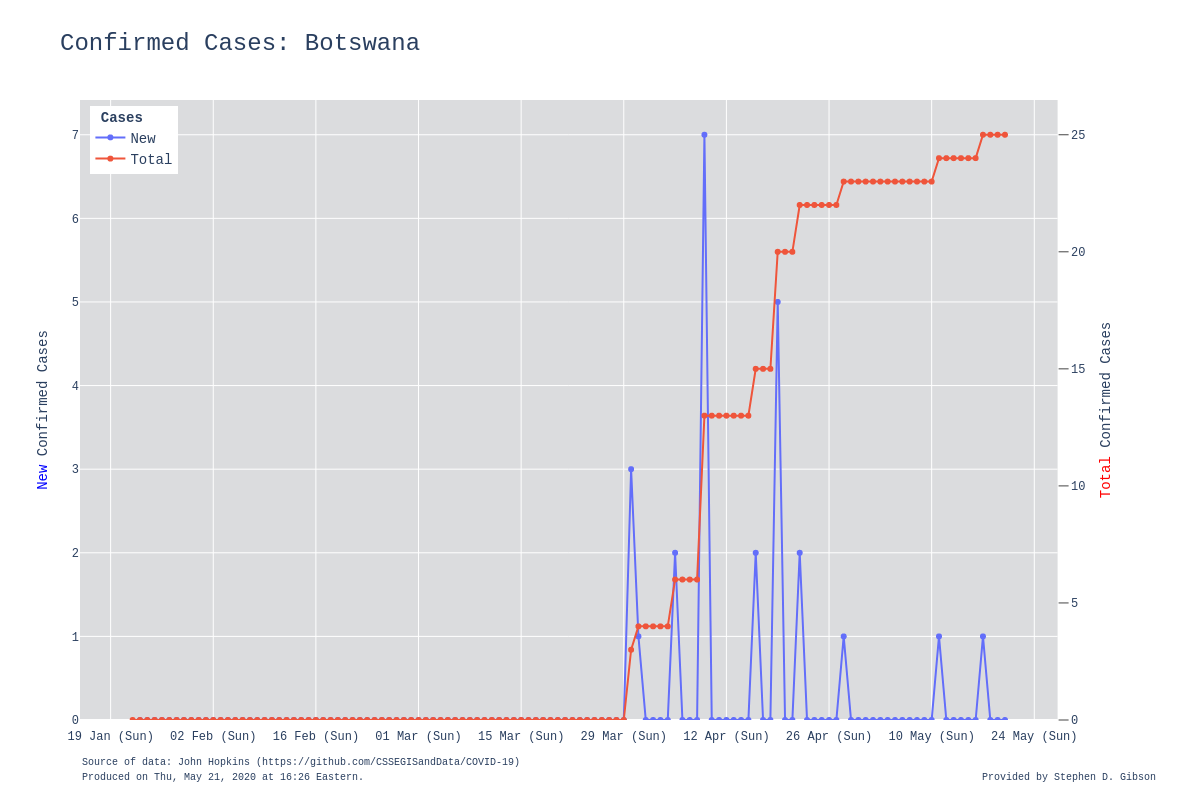 Confirmed Cases: Botswana
Cases
New
Total
7
6
5
4
3
2
1
0
25
20
15
10
5
0
New Confirmed Cases
Total Confirmed Cases
19 Jan (Sun) 02 Feb (Sun) 16 Feb (Sun) 01 Mar (Sun) 15 Mar (Sun) 29 Mar (Sun) 12 Apr (Sun) 26 Apr (Sun) 10 May (Sun) 24 May (Sun)
Source of data: John Hopkins (https://github.com/CSSEGISandData/COVID-19)
Produced on Thu, May 21, 2020 at 16:26 Eastern.
Provided by Stephen D. Gibson